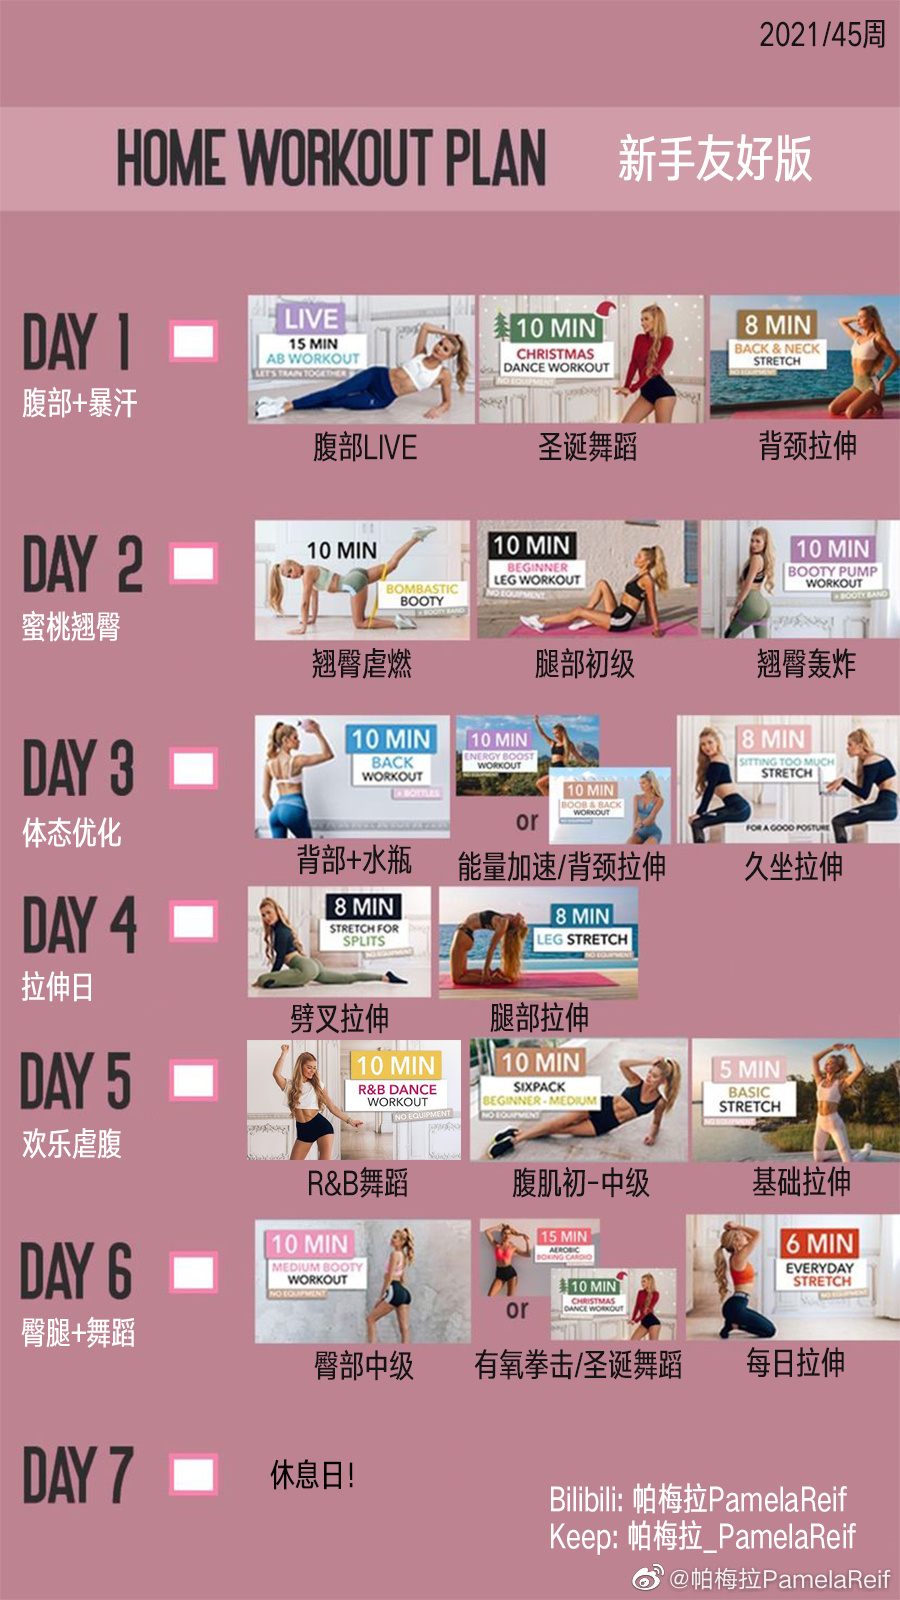 2021/45周
HOME WORKOUT PLAN 新手友好版
DAY 1
腹部+暴汗
LIVE
15 MIN
AB WORKOUT
LET'S TRAIN TOGETHER
腹部LIVE
10 MIN
CHRISTMAS
DANCE WORKOUT
NO EQUIPMENT
圣诞舞蹈
8 MIN
BACK & NECK
STRETCH
NO EQUIPMENT
背颈拉伸
DAY 2
蜜桃翘臀
10 MIN
BOMBASTIC
BOOTY
+ BOOTY BAND
翘臀虐燃
10 MIN
BEGINNER
LEG WORKOUT
NO EQUIPMENT
腿部初级
10 MIN
BOOTY PUMP
WORKOUT
+ BOOTY BAND
翘臀轰炸
DAY 3
体态优化
10 MIN
BACK
WORKOUT
+ BOTTLES
背部+水瓶
10 MIN
ENERGY BOOST
WORKOUT
NO EQUIPMENT
or
10 MIN
BOOB & BACK
WORKOUT
NO EQUIPMENT
能量加速/背颈拉伸
8 MIN
SITTING TOO MUCH
STRETCH
FOR A GOOD POSTURE
久坐拉伸
DAY 4
拉伸日
8 MIN
STRETCH FOR
SPLITS
NO EQUIPMENT
劈叉拉伸
8 MIN
LEG STRETCH
NO EQUIPMENT
腿部拉伸
DAY 5
欢乐虐腹
10 MIN
R&B DANCE
WORKOUT
NO EQUIPMENT
R&B舞蹈
10 MIN
SIXPACK
BEGINNER - MEDIUM
NO EQUIPMENT
腹肌初-中级
5 MIN
BASIC
STRETCH
NO EQUIPMENT
基础拉伸
DAY 6
臀腿+舞蹈
10 MIN
MEDIUM BOOTY
WORKOUT
NO EQUIPMENT
臀部中级
15 MIN
AEROBIC
BOXING CARDIO
or
10 MIN
CHRISTMAS
DANCE WORKOUT
有氧拳击/圣诞舞蹈
6 MIN
EVERYDAY
STRETCH
NO EQUIPMENT
每日拉伸
DAY 7
休息日!
Bilibili: 帕梅拉PamelaReif
Keep: 帕梅拉_PamelaReif
@帕梅拉PamelaReif